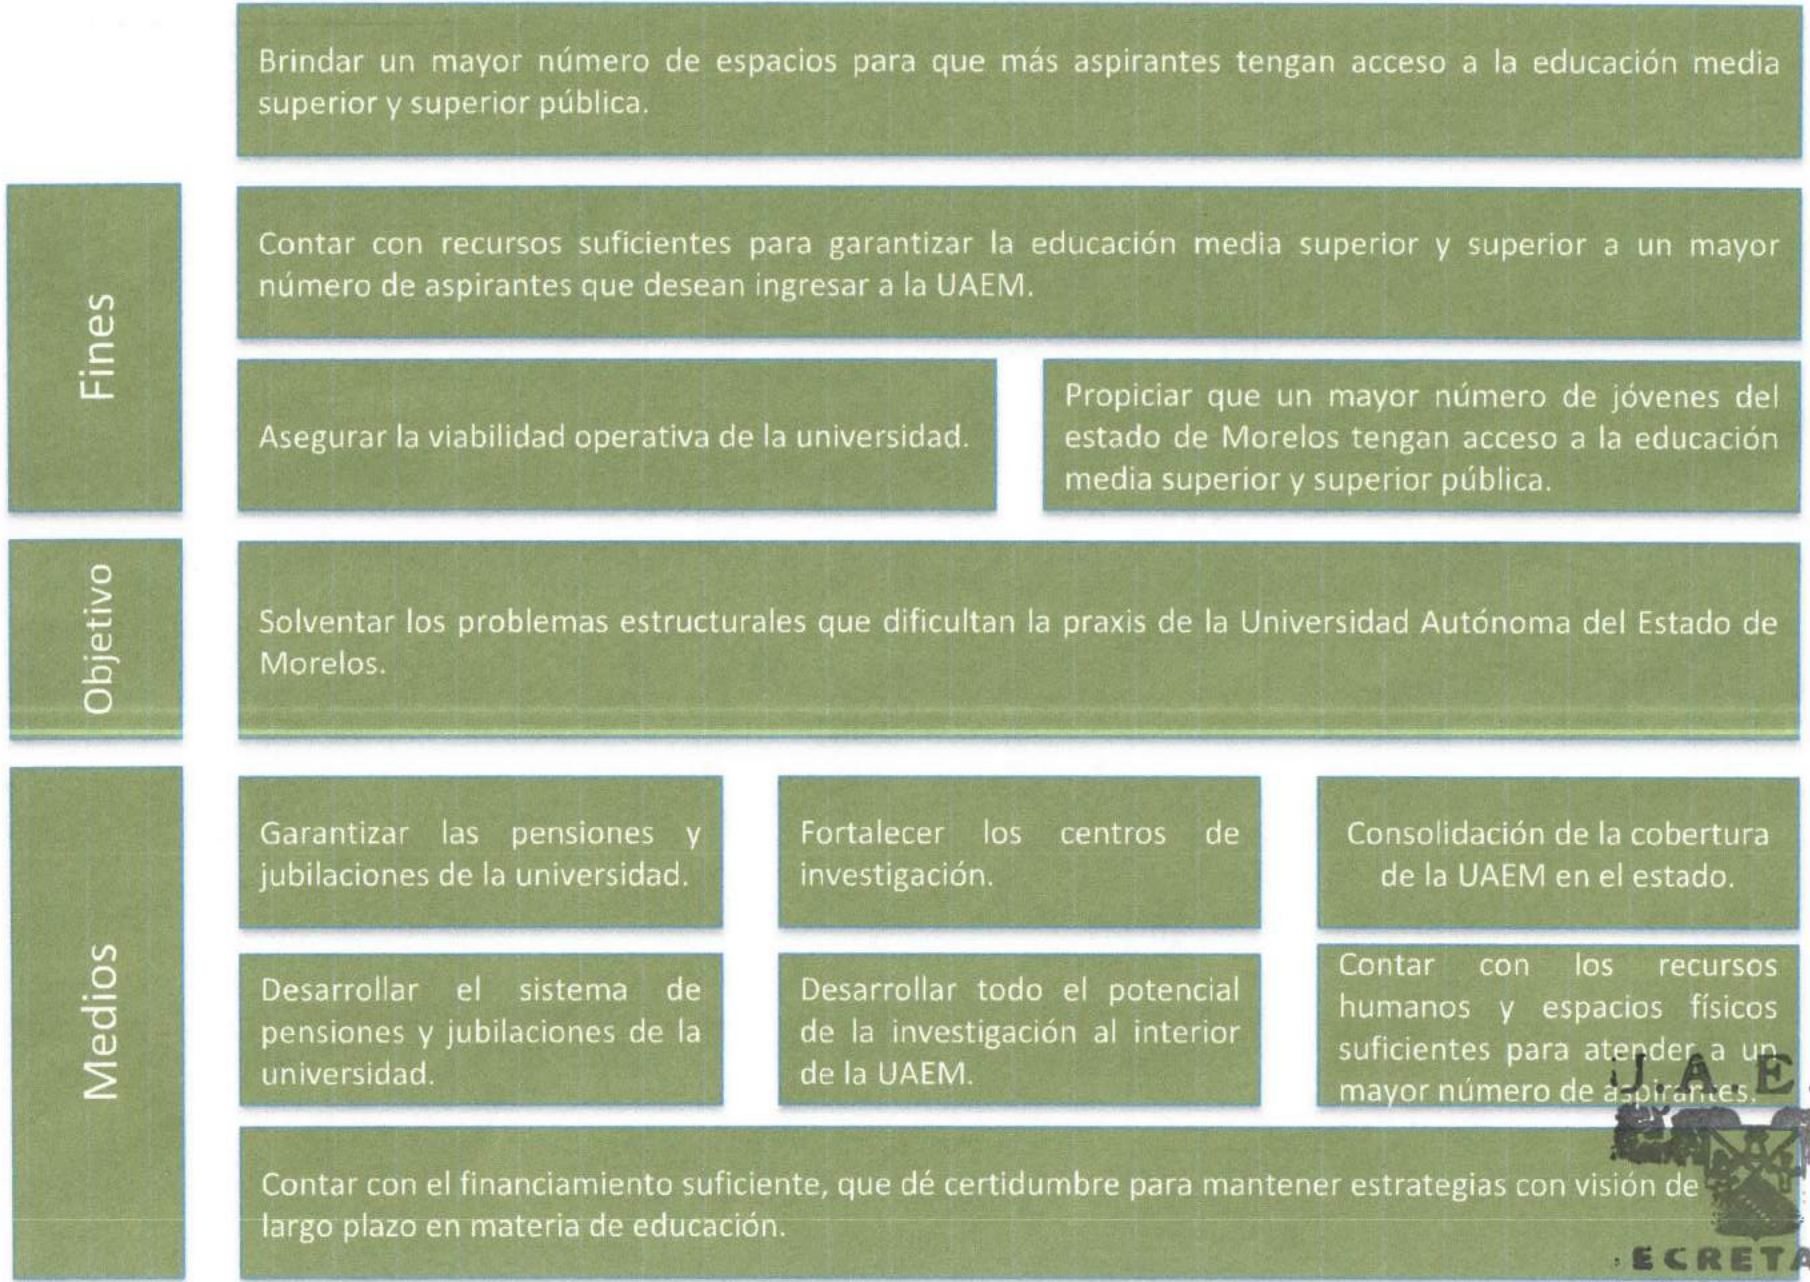 Brindar un mayor número de espacios para que más aspirantes tengan acceso a la educación media
superior y superior pública.
Fines
Contar con recursos suficientes para garantizar la educación media superior y superior a un mayor
número de aspirantes que desean ingresar a la UAEM.
Asegurar la viabilidad operativa de la universidad.
Propiciar que un mayor número de jóvenes del
estado de Morelos tengan acceso a la educación
media superior y superior pública.
Objetivo
Solventar los problemas estructurales que dificultan la praxis de la Universidad Autónoma del Estado de
Morelos.
Medios
Garantizar las pensiones y
jubilaciones de la universidad.
Fortalecer los centros de
investigación.
Consolidación de la cobertura
de la UAEM en el estado.
Desarrollar el sistema de
pensiones y jubilaciones de la
universidad.
Desarrollar todo el potencial
de la investigación al interior
de la UAEM.
Contar con los recursos
humanos y espacios físicos
suficientes para atender a un
mayor número de aspirantes.
Contar con el financiamiento suficiente, que dé certidumbre para mantener estrategias con visión de
largo plazo en materia de educación.
U.A.E.
ECRETA